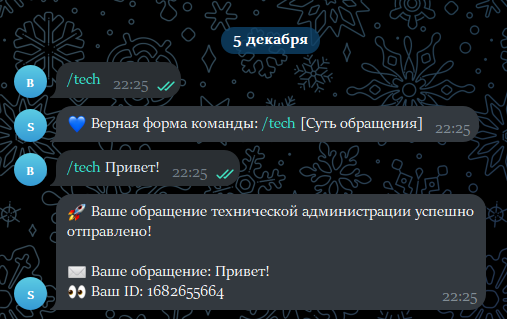 5 декабря
B
/tech 22:25
S
💙 Верная форма команды: /tech [Суть обращения] 22:25
B
/tech Привет! 22:25
🚀 Ваше обращение технической администрации успешно
отправлено!
✉️ Ваше обращение: Привет!
👀 Ваш ID: 1682655664
S
22:25